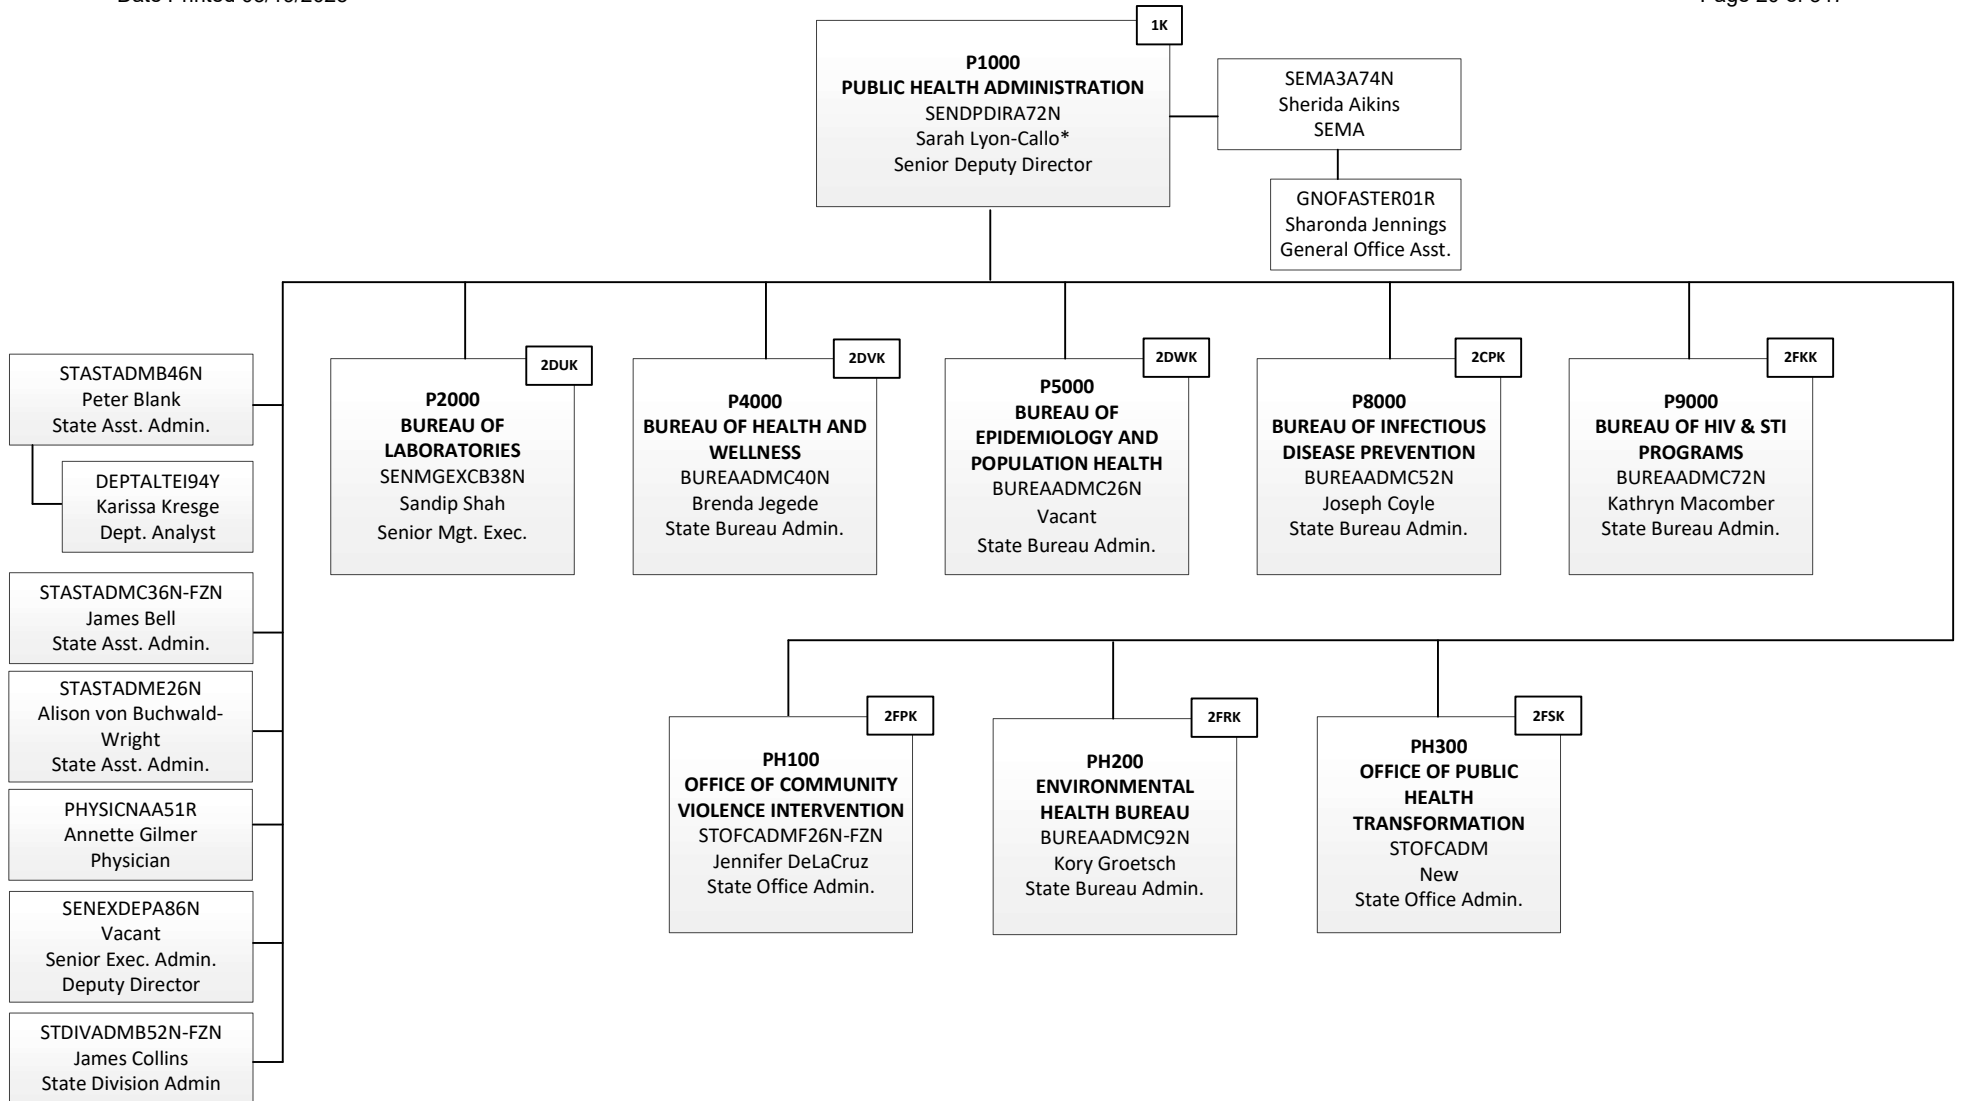 1K
P1000
PUBLIC HEALTH ADMINISTRATION
SENDPDIRA72N
Sarah Lyon-Callo*
Senior Deputy Director
SEMA3A74N
Sherida Aikins
SEMA
GNOFASTER01R
Sharonda Jennings
General Office Asst.
STASTADMB46N
Peter Blank
State Asst. Admin.
DEPTALTEI94Y
Karissa Kresge
Dept. Analyst
STASTADMC36N-FZN
James Bell
State Asst. Admin.
STASTADME26N
Alison von Buchwald-
Wright
State Asst. Admin.
PHYSICNAA51R
Annette Gilmer
Physician
SENEXDEPA86N
Vacant
Senior Exec. Admin.
Deputy Director
STDIVADMB52N-FZN
James Collins
State Division Admin
2DUK
P2000
BUREAU OF
LABORATORIES
SENMGEXCB38N
Sandip Shah
Senior Mgt. Exec.
2DVK
P4000
BUREAU OF HEALTH AND
WELLNESS
BUREAADMC40N
Brenda Jegede
State Bureau Admin.
2DWK
P5000
BUREAU OF
EPIDEMIOLOGY AND
POPULATION HEALTH
BUREAADMC26N
Vacant
State Bureau Admin.
2CPK
P8000
BUREAU OF INFECTIOUS
DISEASE PREVENTION
BUREAADMC52N
Joseph Coyle
State Bureau Admin.
2FKK
P9000
BUREAU OF HIV & STI
PROGRAMS
BUREAADMC72N
Kathryn Macomber
State Bureau Admin.
2FPK
PH100
OFFICE OF COMMUNITY
VIOLENCE INTERVENTION
STOFCADMF26N-FZN
Jennifer DeLaCruz
State Office Admin.
2FRK
PH200
ENVIRONMENTAL
HEALTH BUREAU
BUREAADMC92N
Kory Groetsch
State Bureau Admin.
2FSK
PH300
OFFICE OF PUBLIC
HEALTH
TRANSFORMATION
STOFCADM
New
State Office Admin.